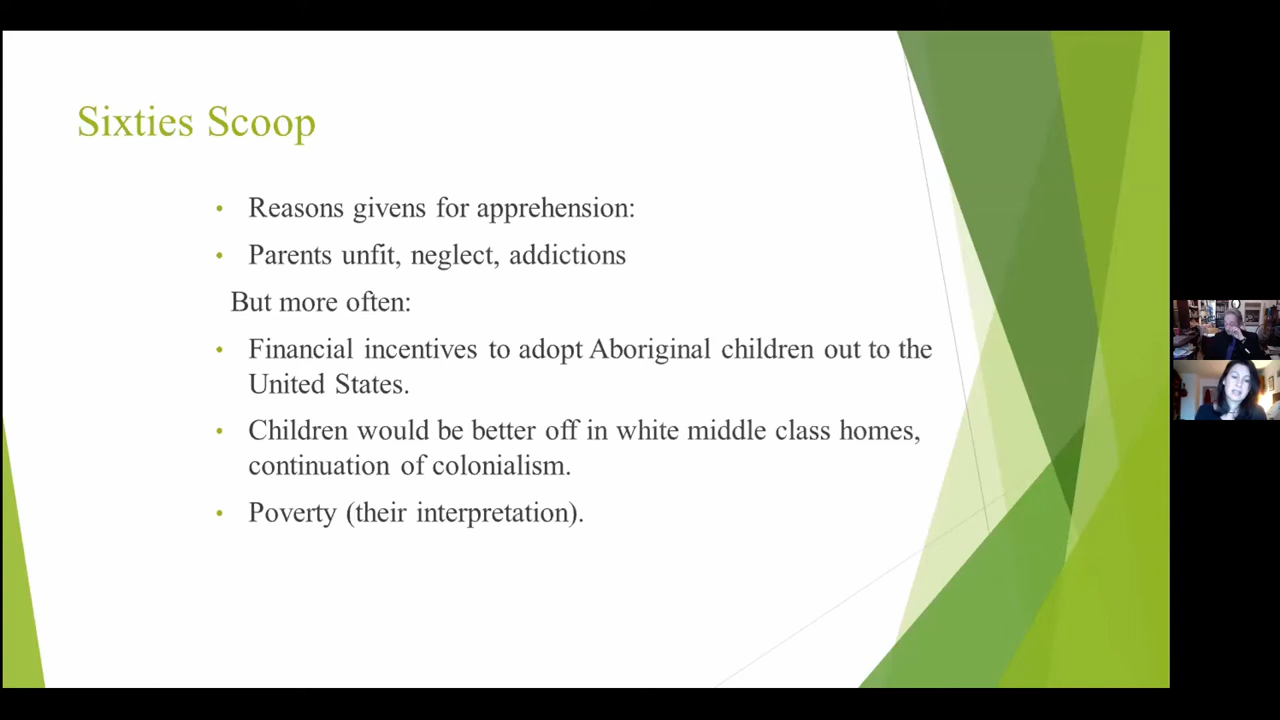 Sixties Scoop
• Reasons givens for apprehension:
• Parents unfit, neglect, addictions
But more often:
• Financial incentives to adopt Aboriginal children out to the
United States.
• Children would be better off in white middle class homes,
continuation of colonialism.
• Poverty (their interpretation).